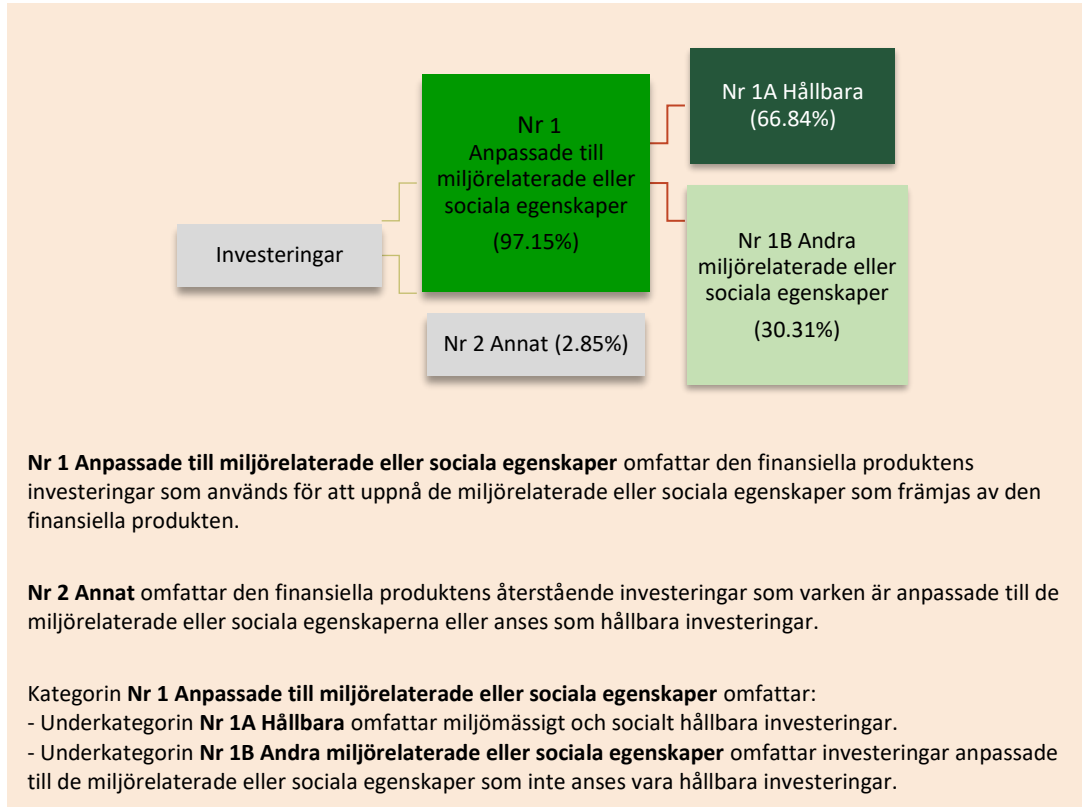 Investeringar
Nr 1
Anpassade till
miljörelaterade eller
sociala egenskaper
(97.15%)
Nr 2 Annat (2.85%)
Nr 1A Hållbara
(66.84%)
Nr 1B Andra
miljörelaterade eller
sociala egenskaper
(30.31%)
Nr 1 Anpassade till miljörelaterade eller sociala egenskaper omfattar den finansiella produktens
investeringar som används för att uppnå de miljörelaterade eller sociala egenskaper som främjas av den
finansiella produkten.
Nr 2 Annat omfattar den finansiella produktens återstående investeringar som varken är anpassade till de
miljörelaterade eller sociala egenskaperna eller anses som hållbara investeringar.
Kategorin Nr 1 Anpassade till miljörelaterade eller sociala egenskaper omfattar:
- Underkategorin Nr 1A Hållbara omfattar miljömässigt och socialt hållbara investeringar.
- Underkategorin Nr 1B Andra miljörelaterade eller sociala egenskaper omfattar investeringar anpassade
till de miljörelaterade eller sociala egenskaper som inte anses vara hållbara investeringar.